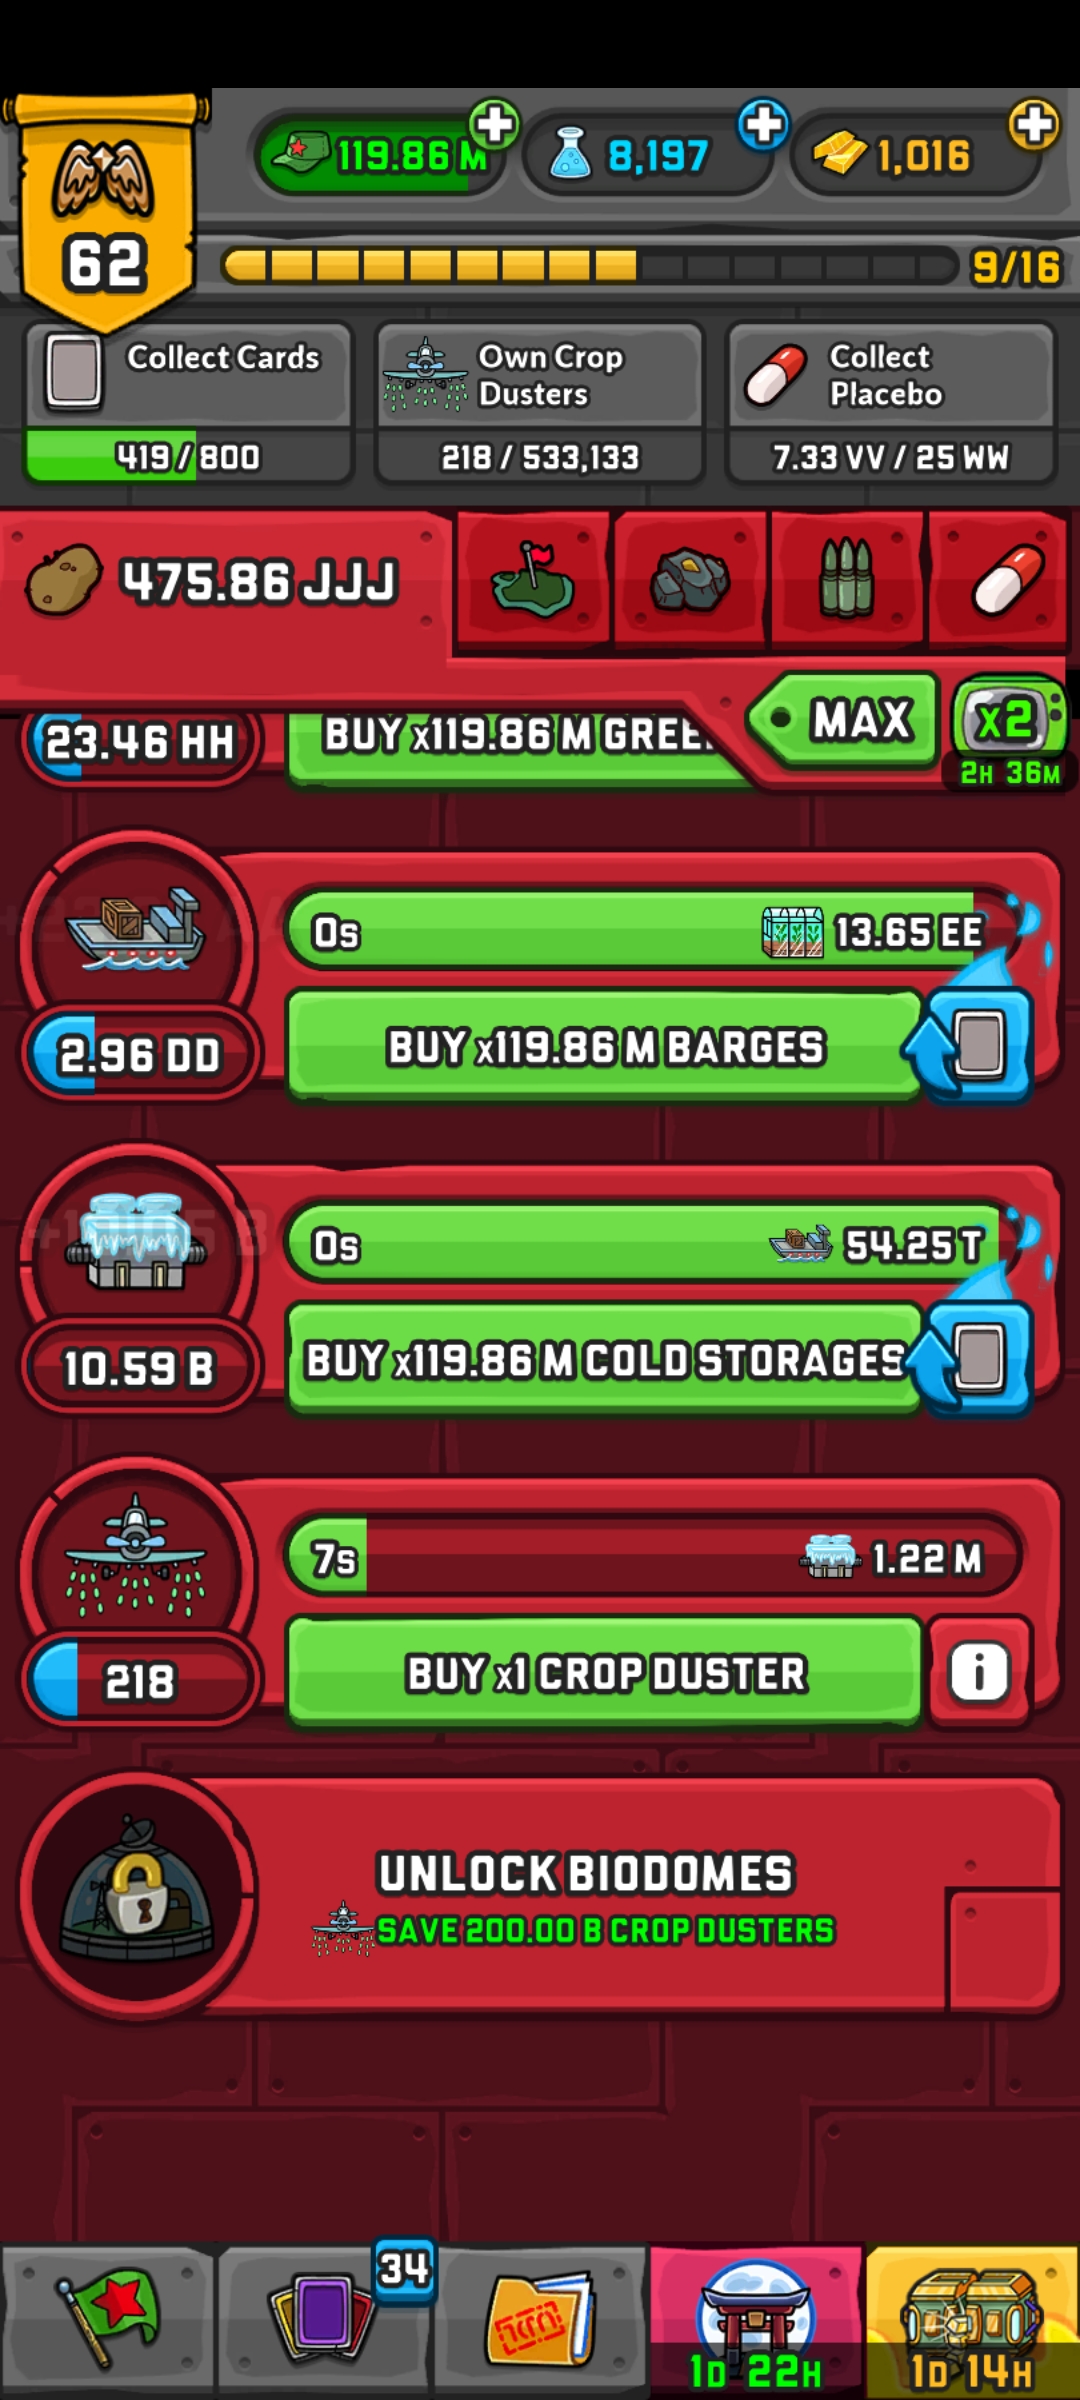 119.86 M
8,197
1,016
62
9/16
Collect Cards
419 / 800
Own Crop
Dusters
218 / 533,133
Collect
Placebo
7.33 VV / 25 WW
475.86 JJJ
MAX
x2
2H 36M
23.46 HH
BUY x119.86 M GREE
0s
13.65 EE
2.96 DD
BUY x119.86 M BARGES
0s
54.25 T
10.59 B
BUY x119.86 M COLD STORAGES
7s
1.22 M
218
BUY x1 CROP DUSTER
i
UNLOCK BIODOMES
SAVE 200.00 B CROP DUSTERS
34
1D 22H
1D 14H